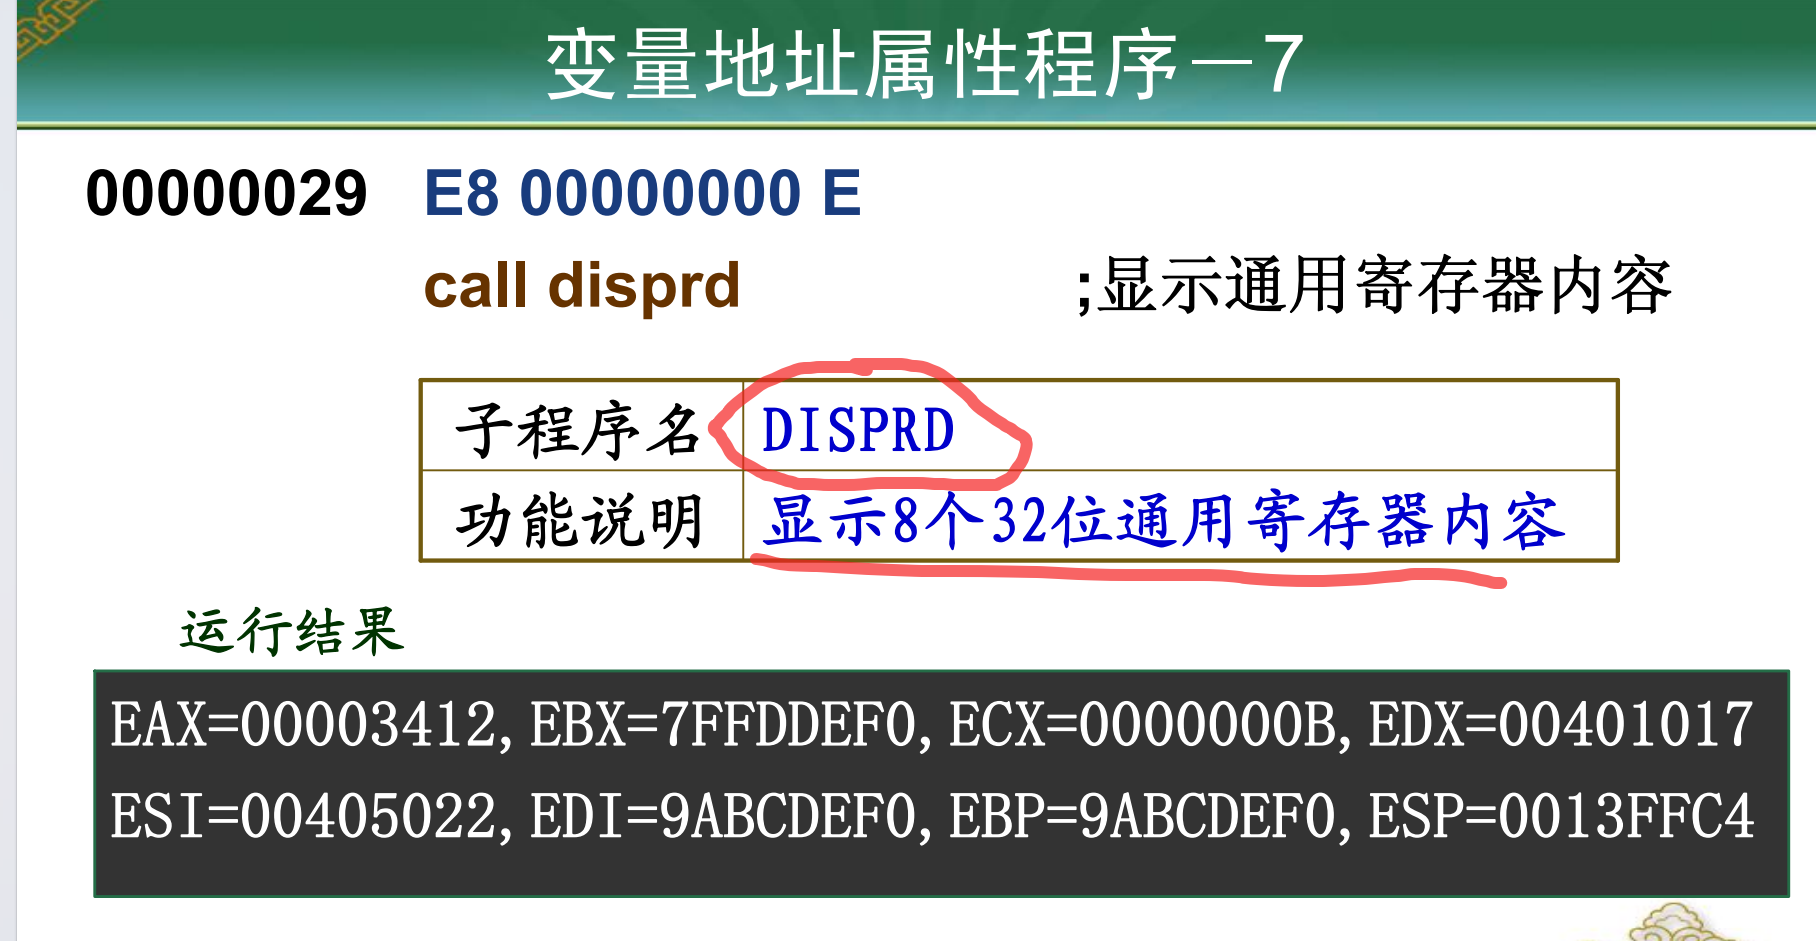 变量地址属性程序－7
00000029 E8 00000000 E
call disprd ;显示通用寄存器内容
子程序名 DISPRD
功能说明 显示8个32位通用寄存器内容
运行结果
EAX=00003412, EBX=7FFDDEF0, ECX=0000000B, EDX=00401017
ESI=00405022, EDI=9ABCDEF0, EBP=9ABCDEF0, ESP=0013FFC4